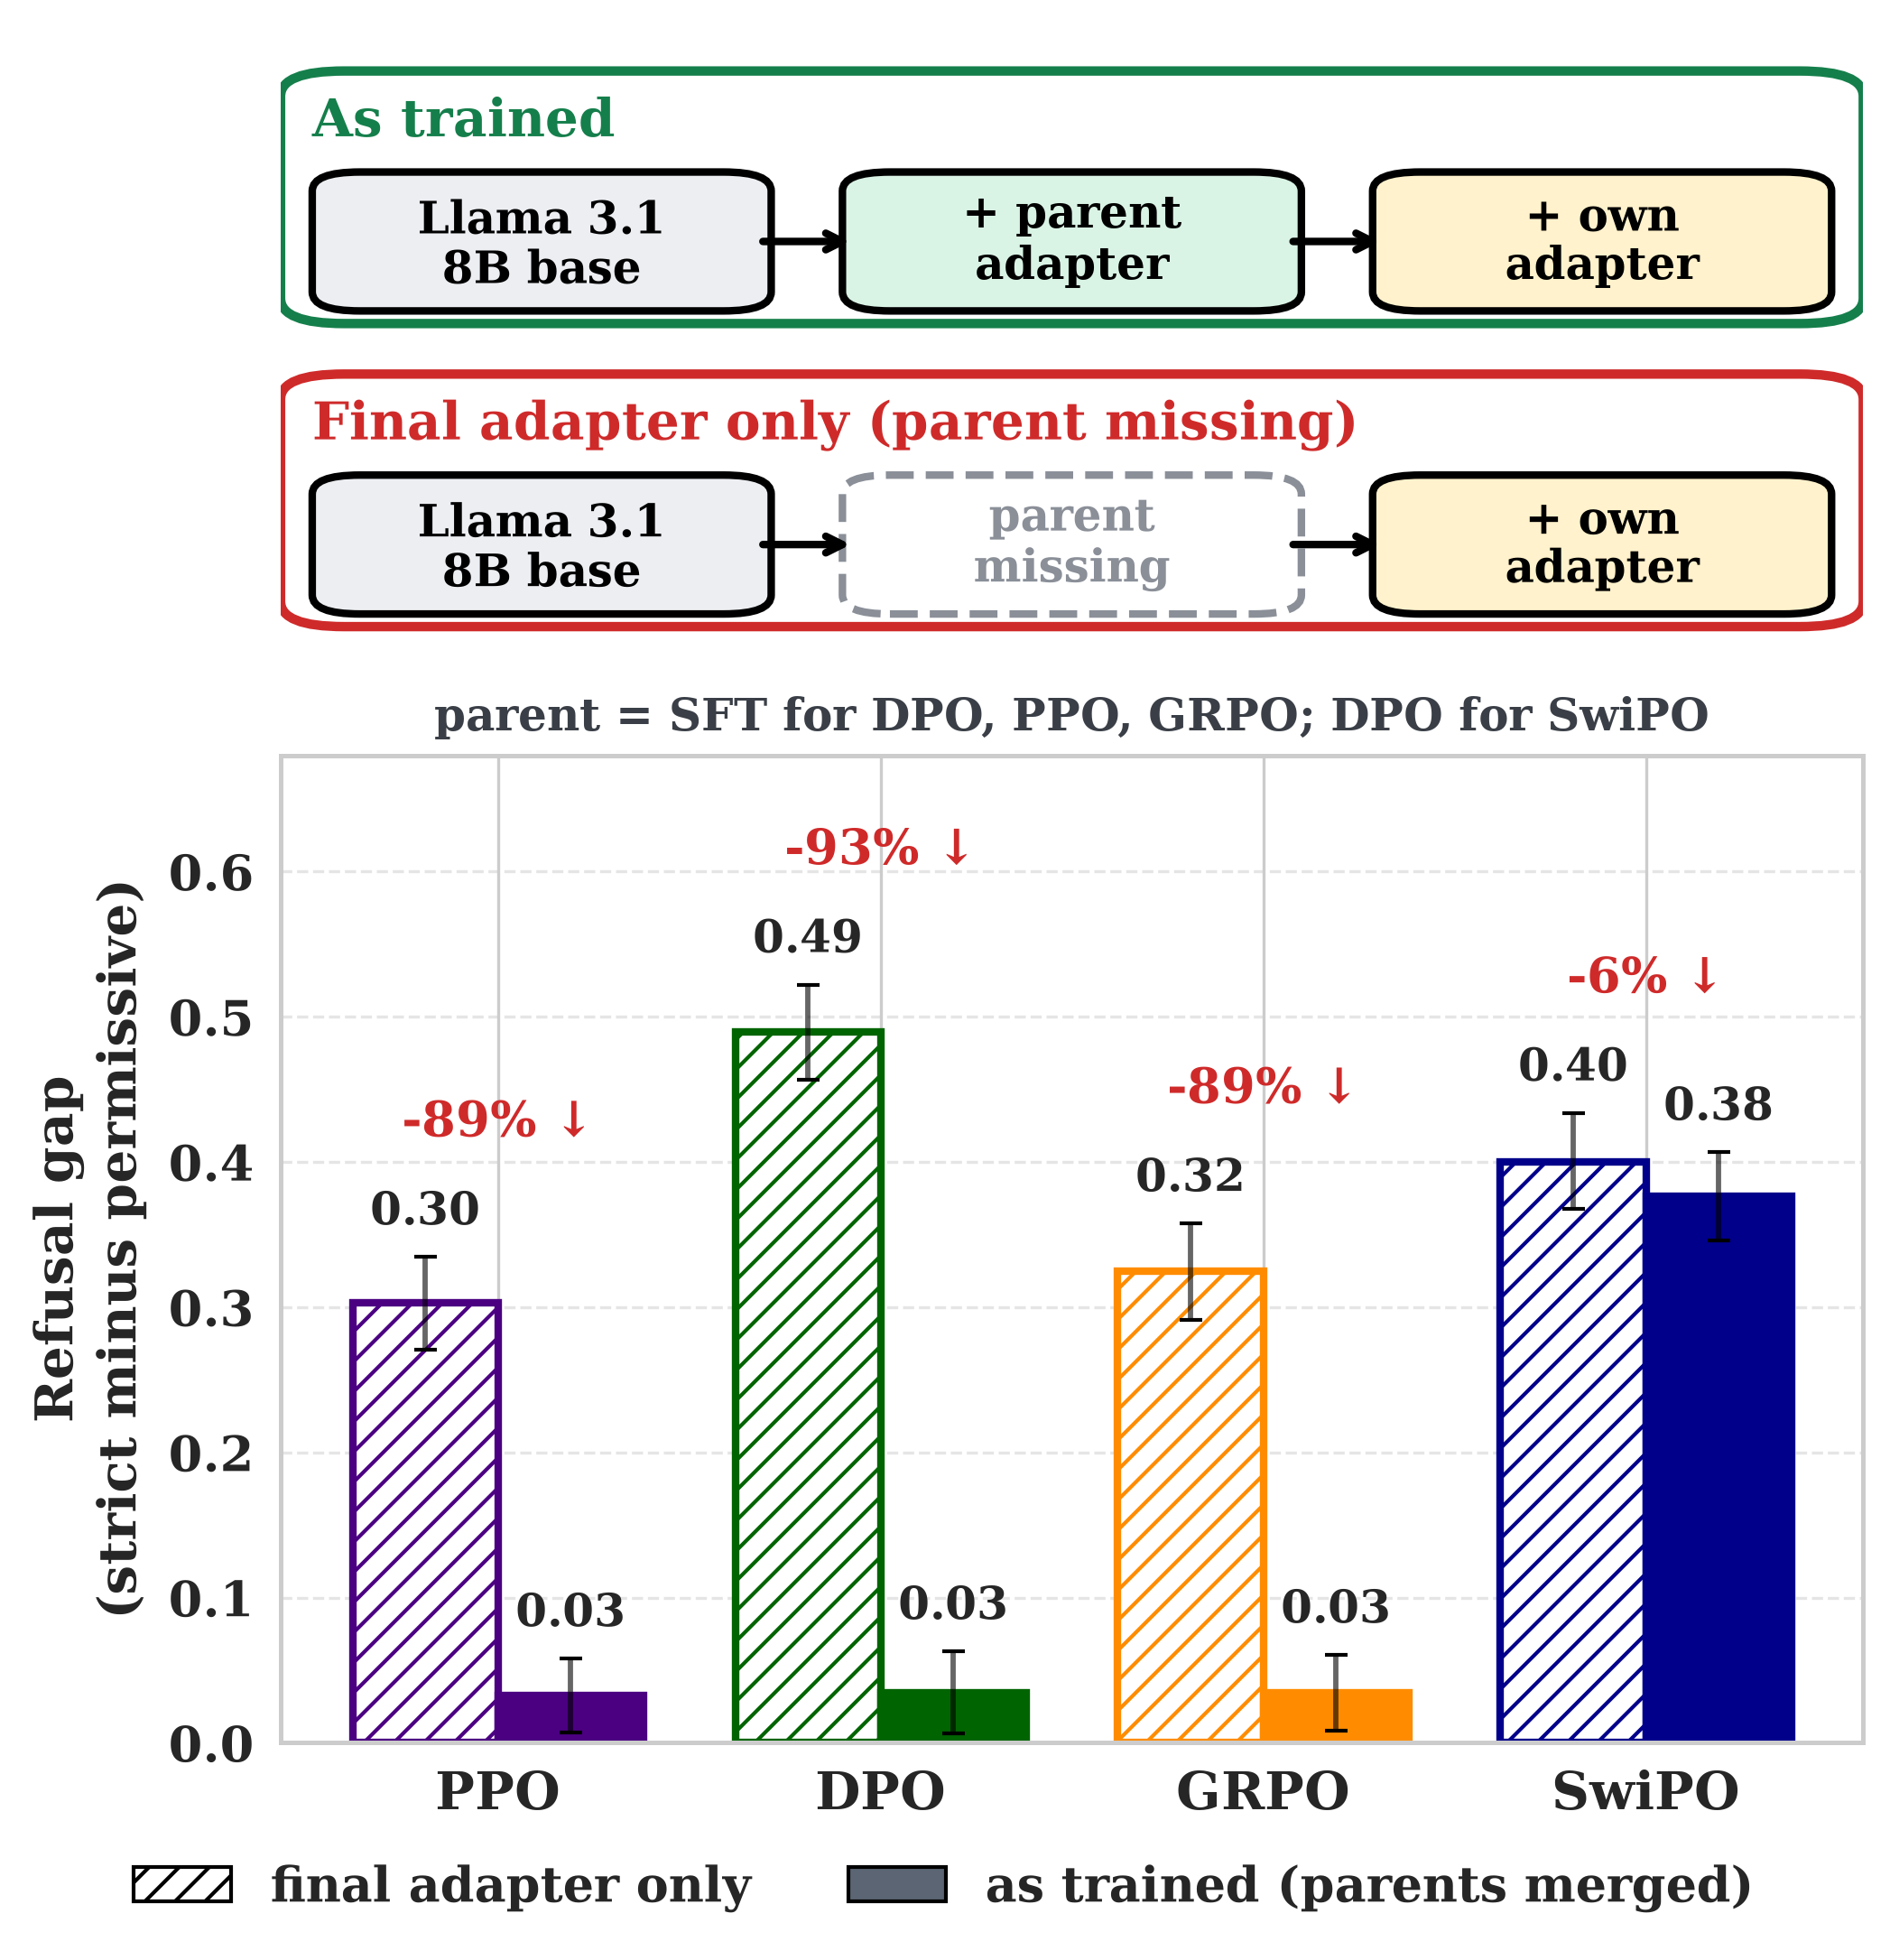 As trained
Llama 3.1
8B base
+ parent
adapter
+ own
adapter
Final adapter only (parent missing)
Llama 3.1
8B base
parent
missing
+ own
adapter
parent = SFT for DPO, PPO, GRPO; DPO for SwiPO
Refusal gap
(strict minus permissive)
0.6
0.5
0.4
0.3
0.2
0.1
0.0
-89% ↓
0.30
0.03
-93% ↓
0.49
0.03
-89% ↓
0.32
0.03
-6% ↓
0.40
0.38
PPO
DPO
GRPO
SwiPO
final adapter only
as trained (parents merged)